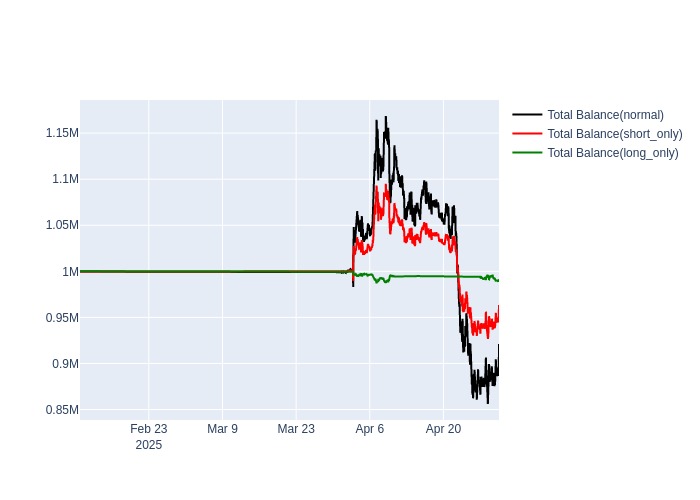 1.15M
1.1M
1.05M
1M
0.95M
0.9M
0.85M
Feb 23
2025
Mar 9
Mar 23
Apr 6
Apr 20
Total Balance(normal)
Total Balance(short_only)
Total Balance(long_only)